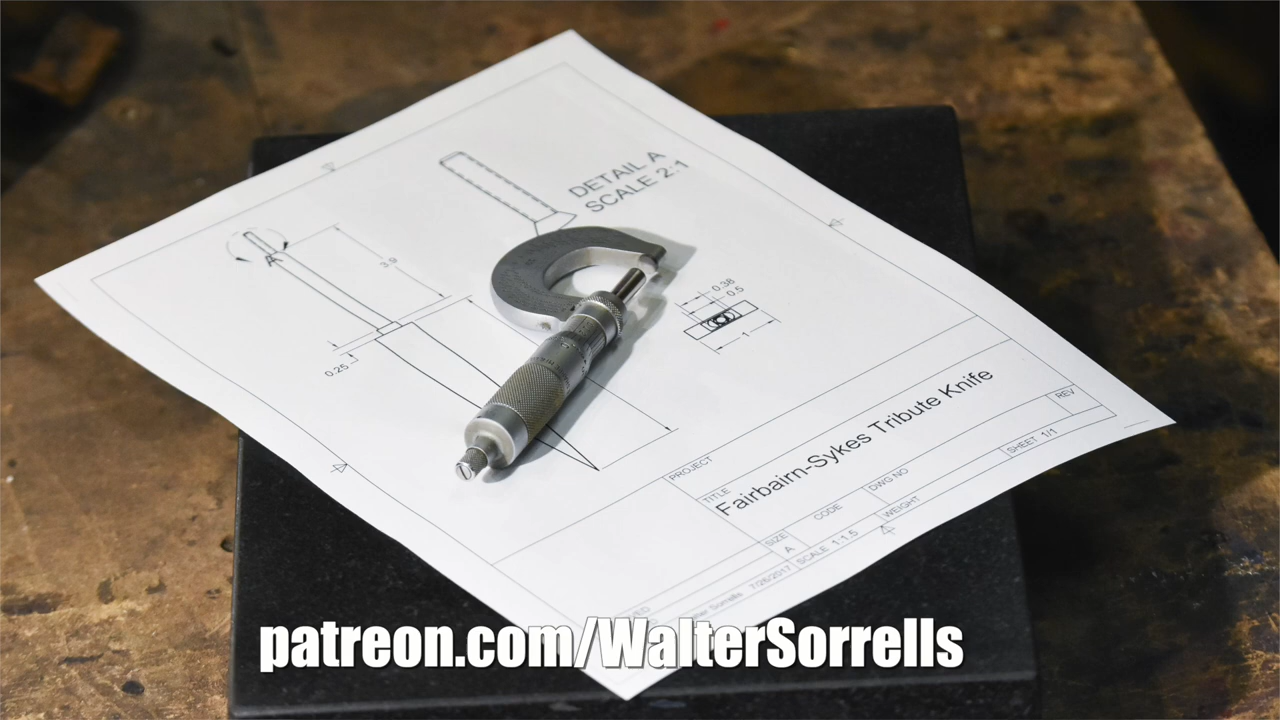 DETAIL A
SCALE 2:1
A
3.9
0.25
0.38
0.5
1
PROJECT
TITLE
Fairbairn-Sykes Tribute Knife
SIZE
A
CODE
DWG NO
REV
SCALE 1:1.5
WEIGHT
SHEET 1/1
Sorrells 7/26/2017
patreon.com/WalterSorrells